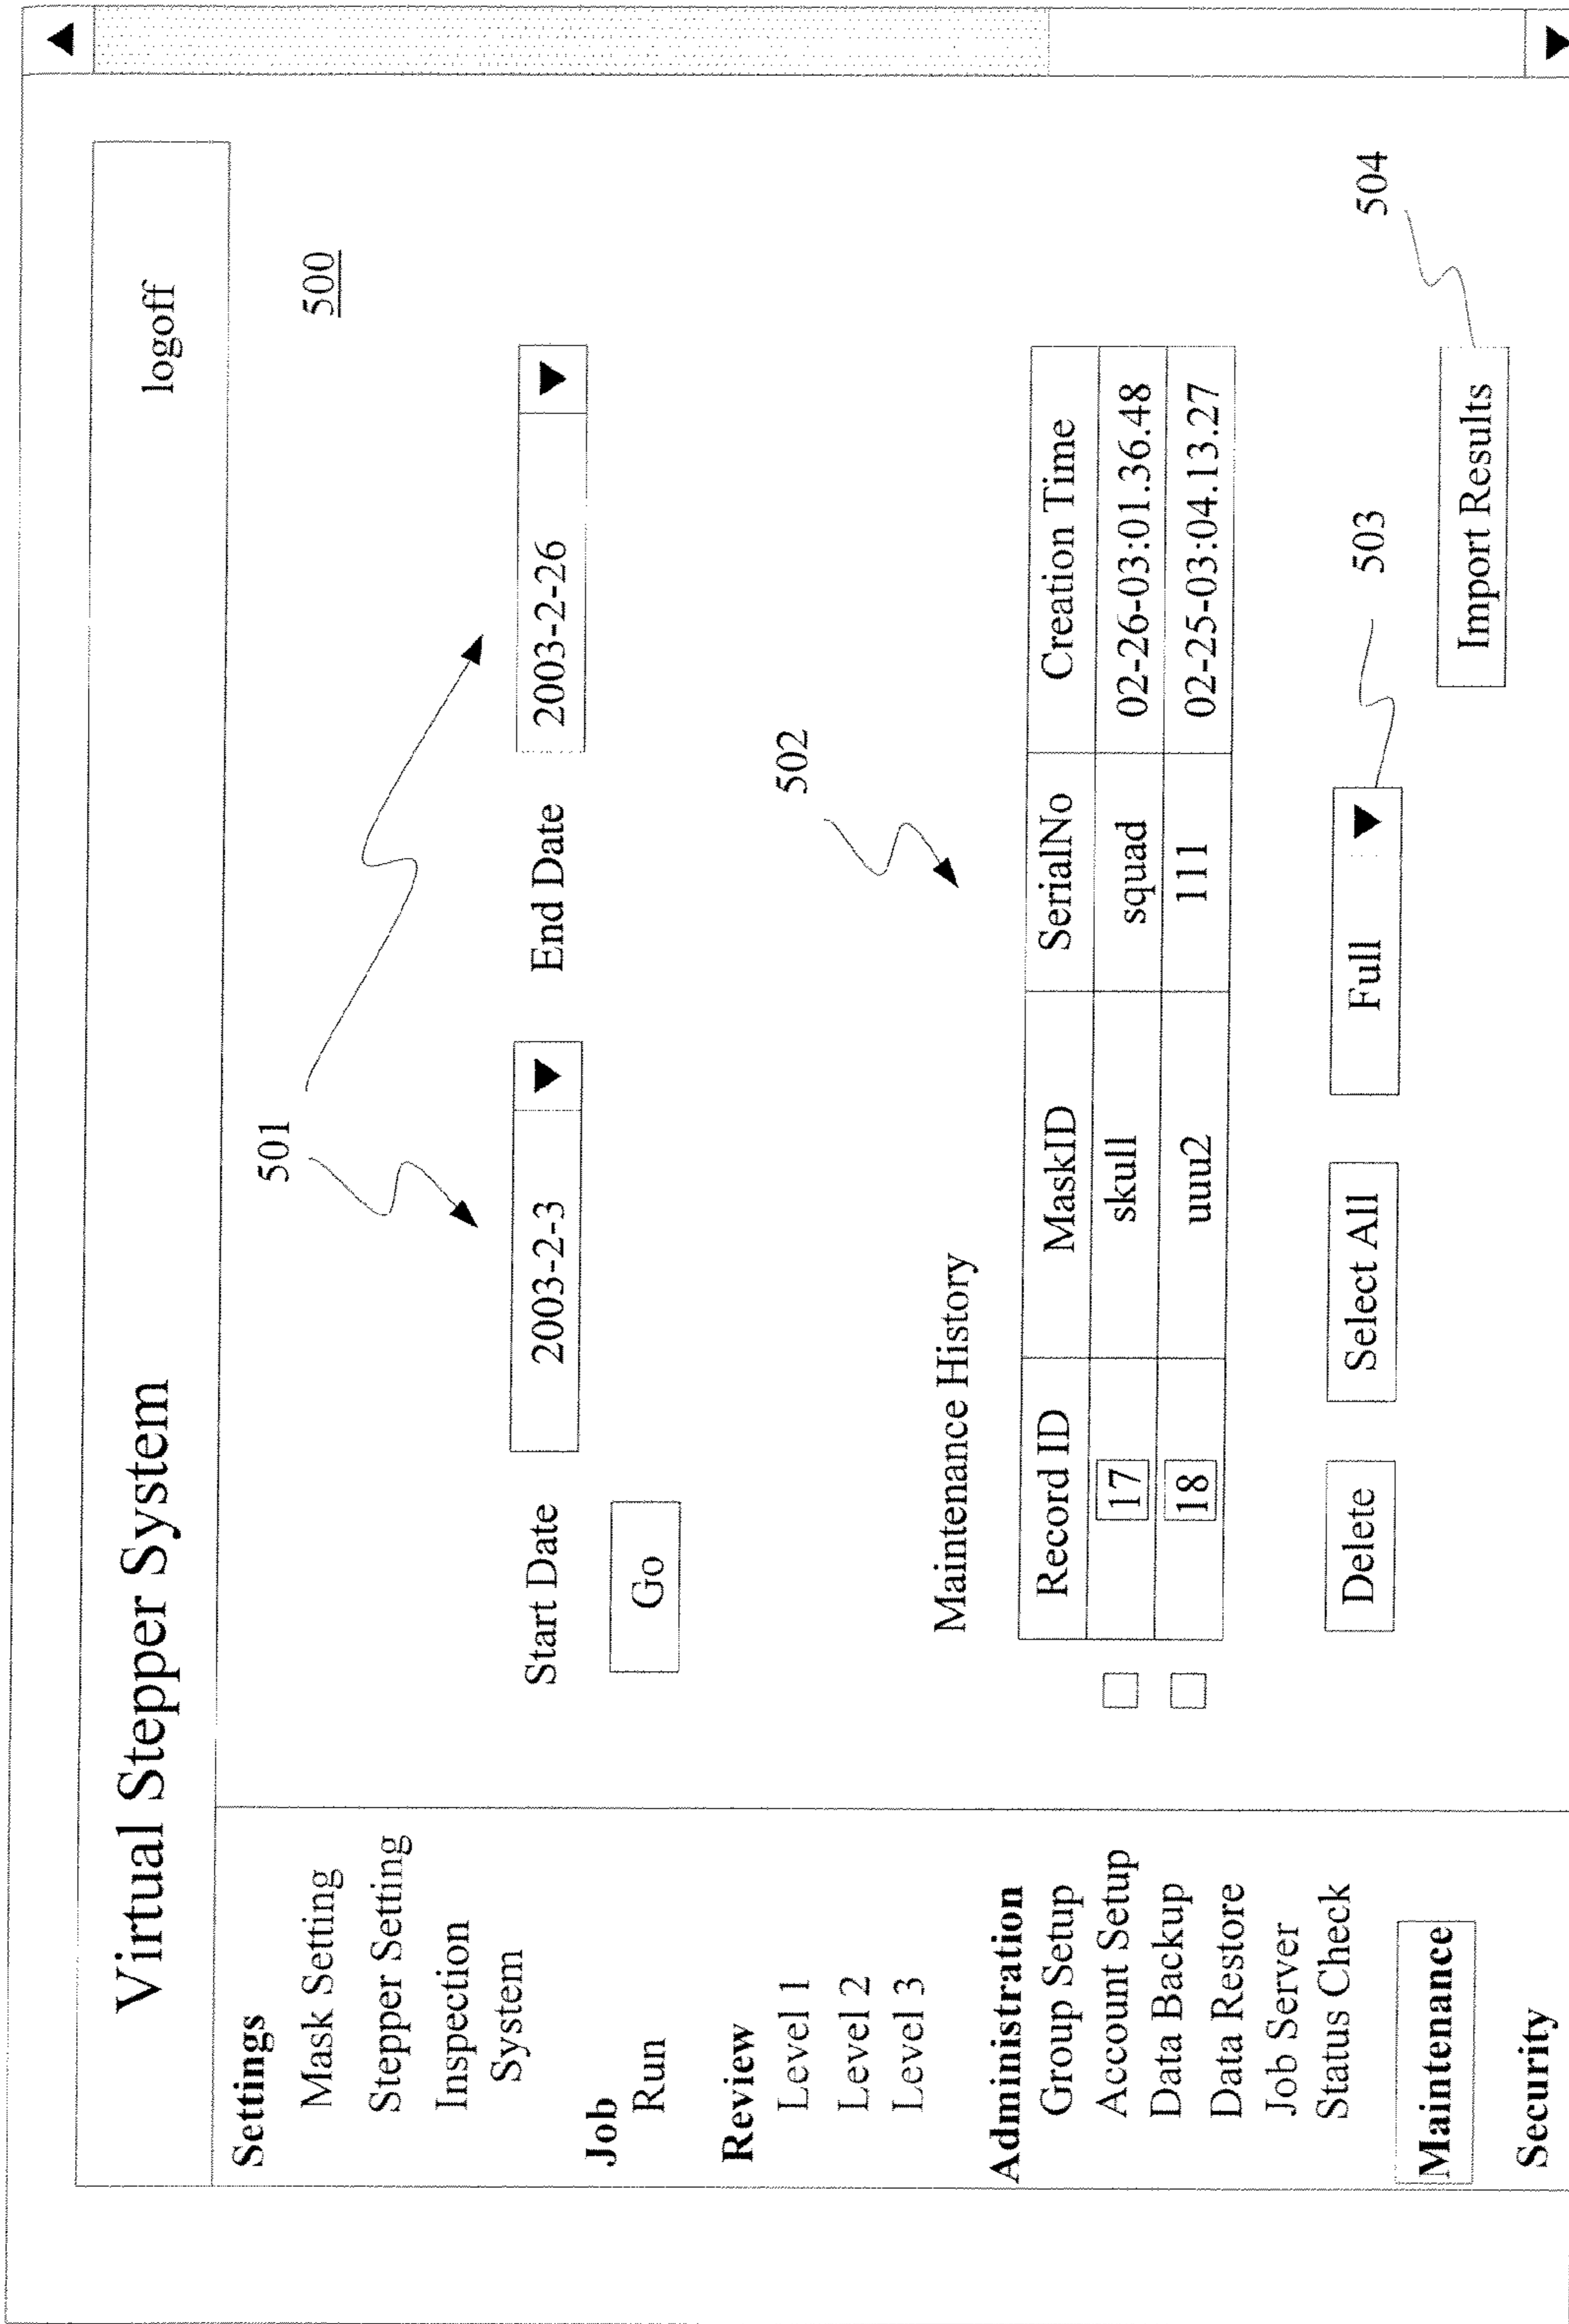 Virtual Stepper System
logoff
Settings
Mask Setting
Stepper Setting
Inspection
System
Job
Run
Review
Level 1
Level 2
Level 3
Administration
Group Setup
Account Setup
Data Backup
Data Restore
Job Server
Status Check
Maintenance
Security
500
501
Start Date 2003-2-3 End Date 2003-2-26
Go
502
Maintenance History
Record ID MaskID SerialNo Creation Time
17 skull squad 02-26-03:01.36.48
18 uuu2 111 02-25-03:04.13.27
503
504
Delete Select All Full
Import Results